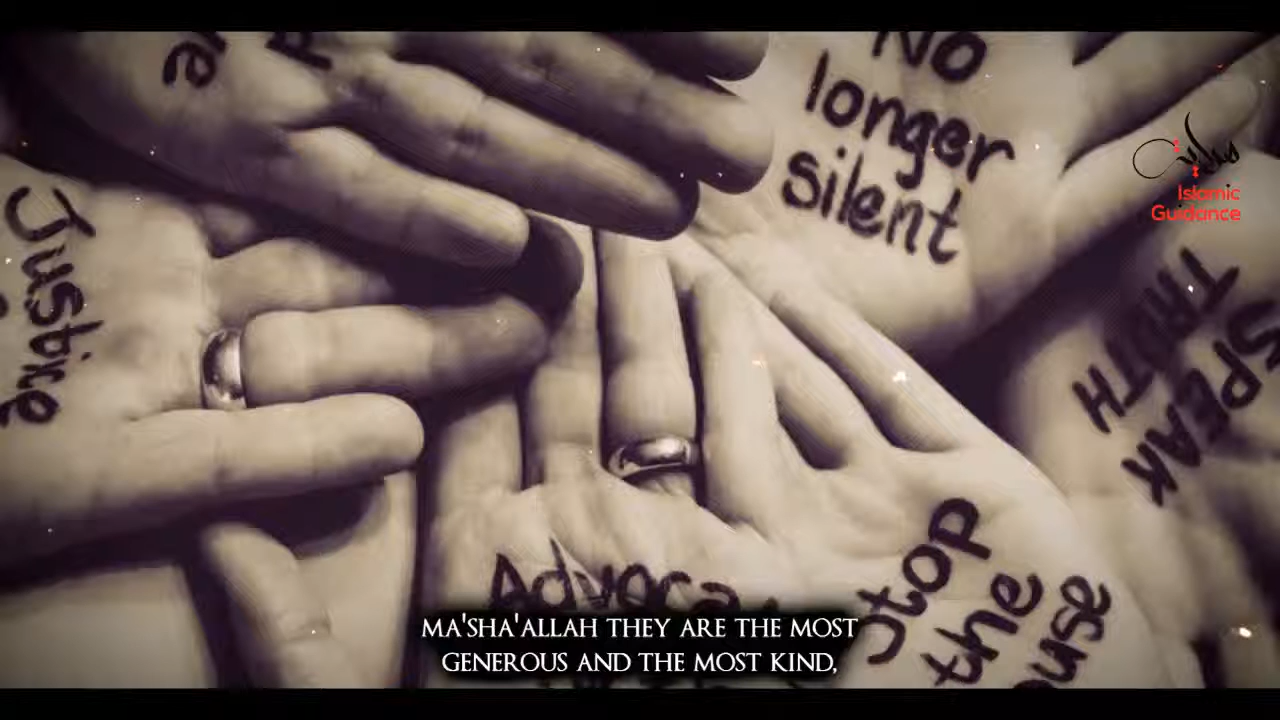 No
longer
silent
Islamic
Guidance
Justice
SPEAK
TRUTH
Stop
the
MA'SHA'ALLAH THEY ARE THE MOST
GENEROUS AND THE MOST KIND,